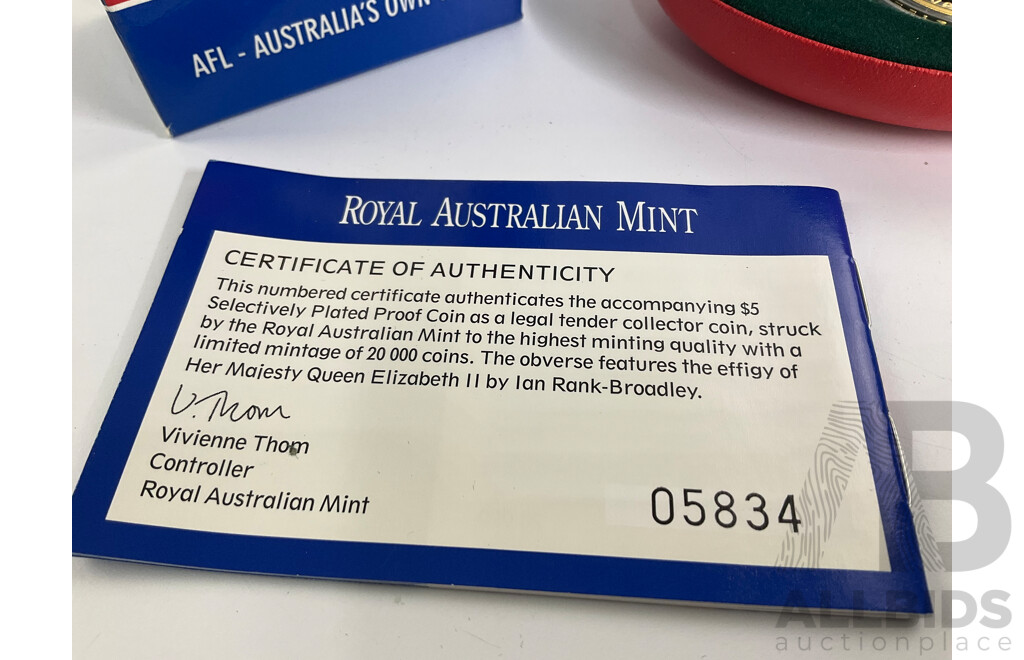 AFL - AUSTRALIA'S OWN
ROYAL AUSTRALIAN MINT
CERTIFICATE OF AUTHENTICITY
This numbered certificate authenticates the accompanying $5
Selectively Plated Proof Coin as a legal tender collector coin, struck
by the Royal Australian Mint to the highest minting quality with a
limited mintage of 20 000 coins. The obverse features the effigy of
Her Majesty Queen Elizabeth II by Ian Rank-Broadley.
V. Thom
Vivienne Thom
Controller
Royal Australian Mint
05834
AB
ALLBIDS
auctionplace